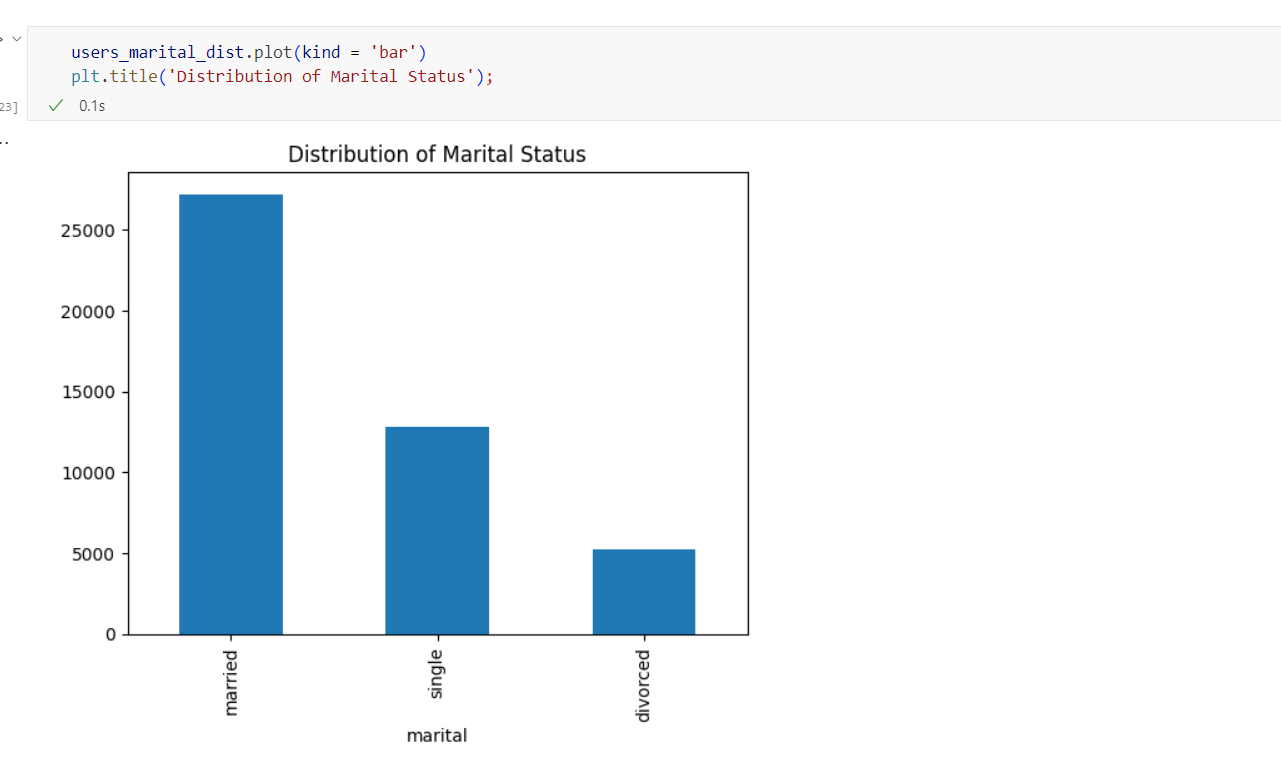 users_marital_dist.plot(kind = 'bar')
plt.title('Distribution of Marital Status');
23]
0.1s
..
Distribution of Marital Status
25000
20000
15000
10000
5000
0
married
single
divorced
marital